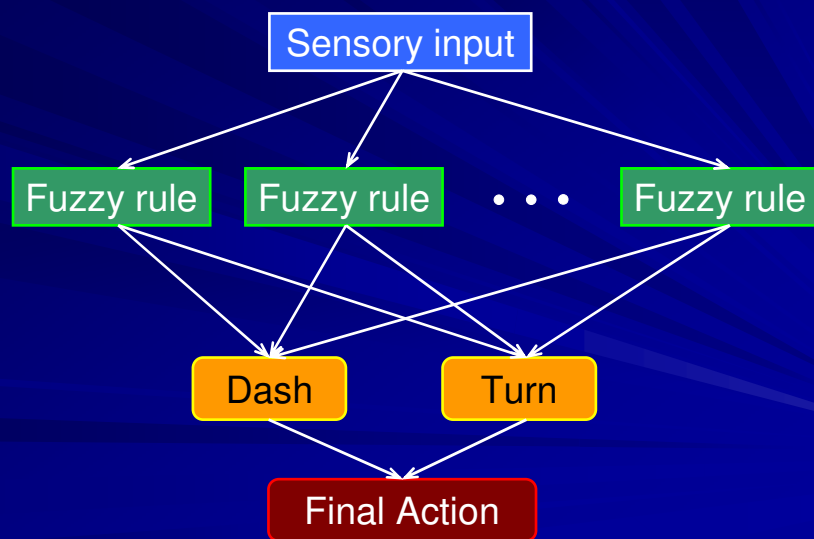 Sensory input
Fuzzy rule
Fuzzy rule
. . .
Fuzzy rule
Dash
Turn
Final Action